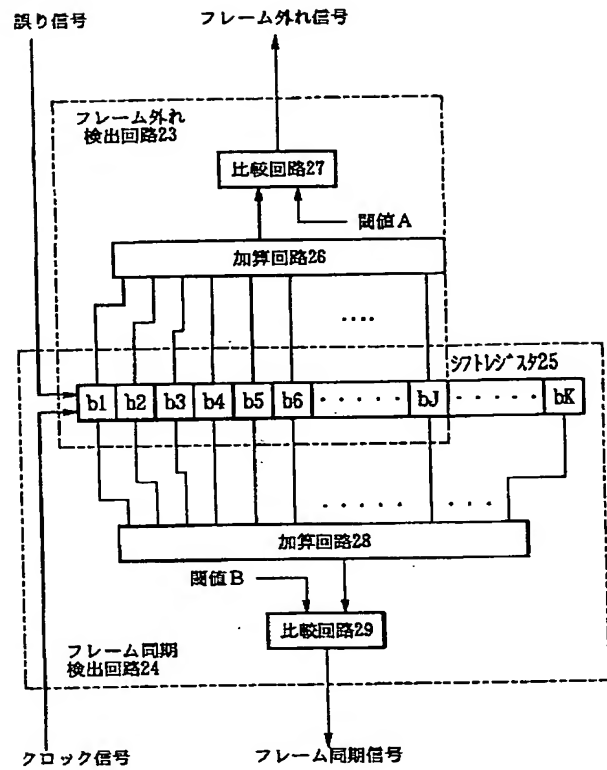 誤り信号
フレーム外れ信号
フレーム外れ
検出回路23
比較回路27
閾値A
加算回路26
....
シフトレジスタ25
b1 b2 b3 b4 b5 b6 ..... bJ ..... bK
..... ....
加算回路28
閾値B
比較回路29
フレーム同期
検出回路24
クロック信号
フレーム同期信号